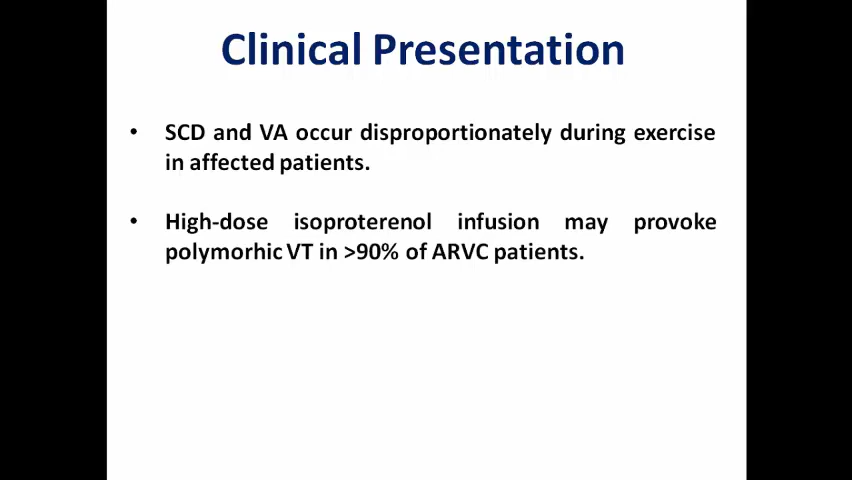 Clinical Presentation
• SCD and VA occur disproportionately during exercise
in affected patients.
• High-dose isoproterenol infusion may provoke
polymorhic VT in >90% of ARVC patients.